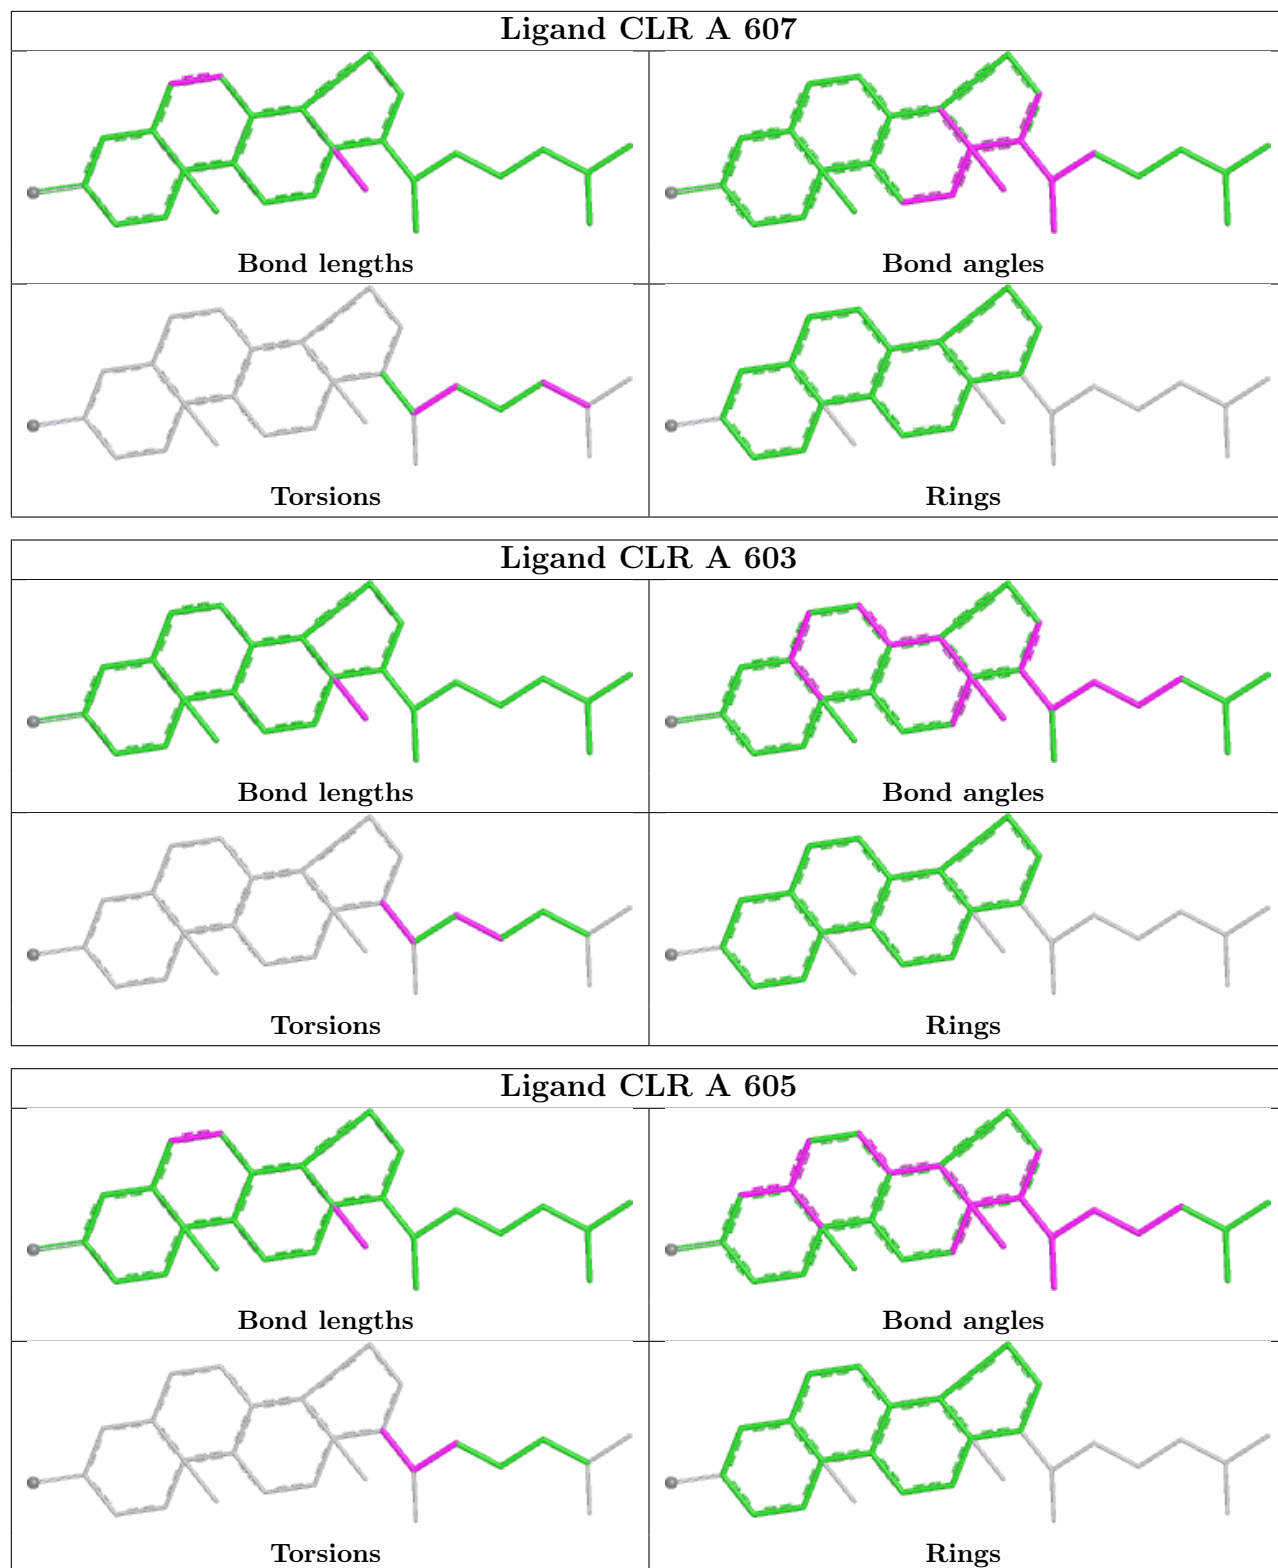 Ligand CLR A 607
Bond lengths
Bond angles
Torsions
Rings
Ligand CLR A 603
Bond lengths
Bond angles
Torsions
Rings
Ligand CLR A 605
Bond lengths
Bond angles
Torsions
Rings